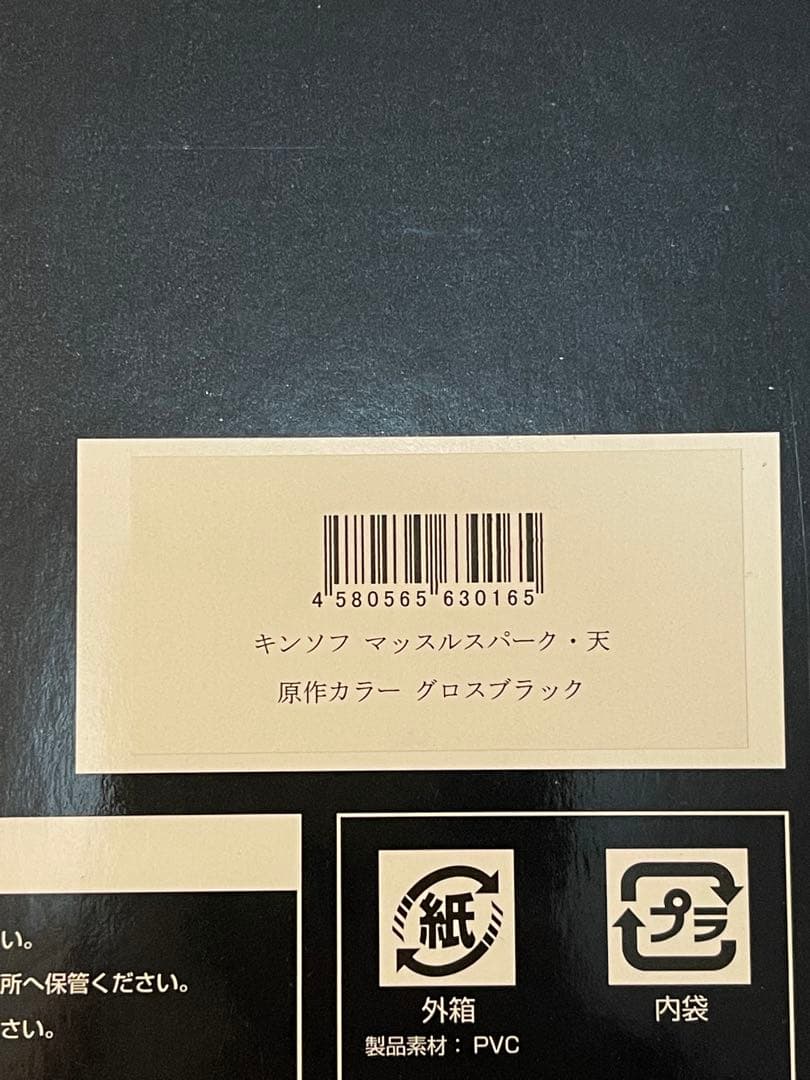 4 580565 630165
キンソフ マッスルスパーク・天
原作カラー グロスブラック
い。
所へ保管ください。
さい。
紙
外箱
プラ
内袋
製品素材： PVC